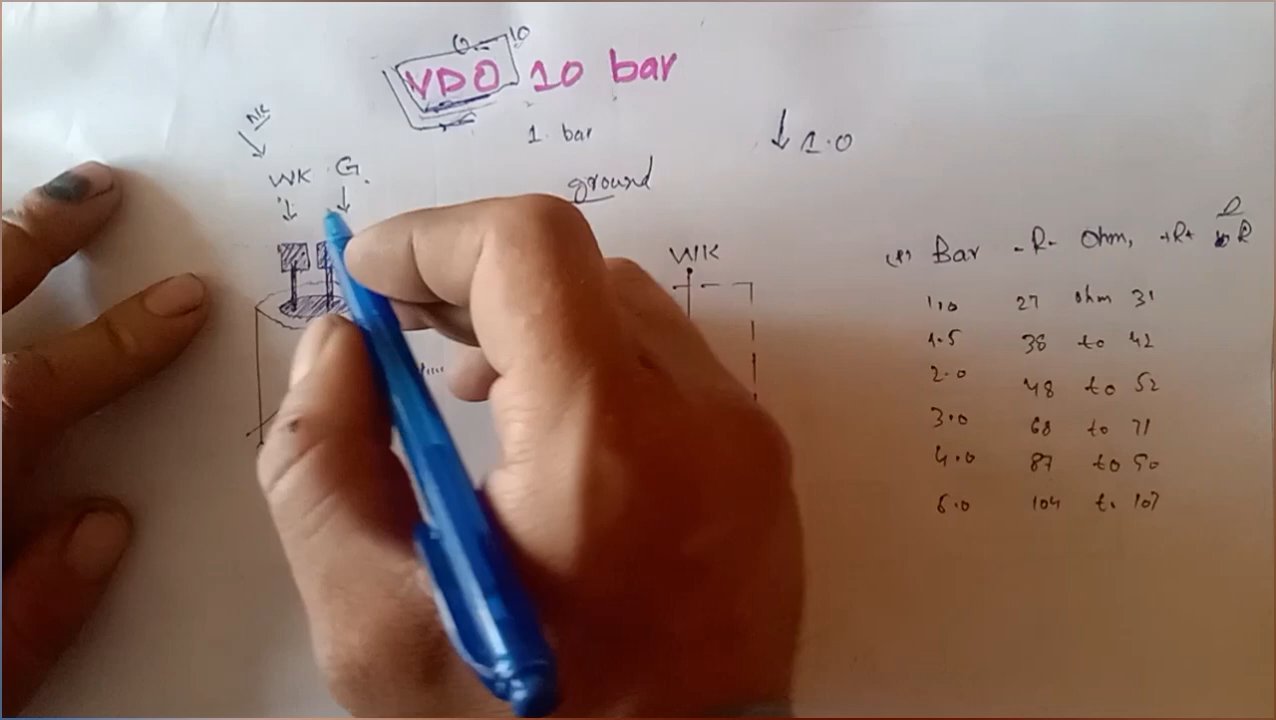 0 - 10
VDO 10 bar
1. bar
↓ 1.0
WK G.
ground
WK
(P) Bar - R - Ohm, +R+
1.0 27 ohm 31
1.5 38 to 42
2.0 48 to 52
3.0 68 to 71
4.0 87 to 90
6.0 104 t. 107